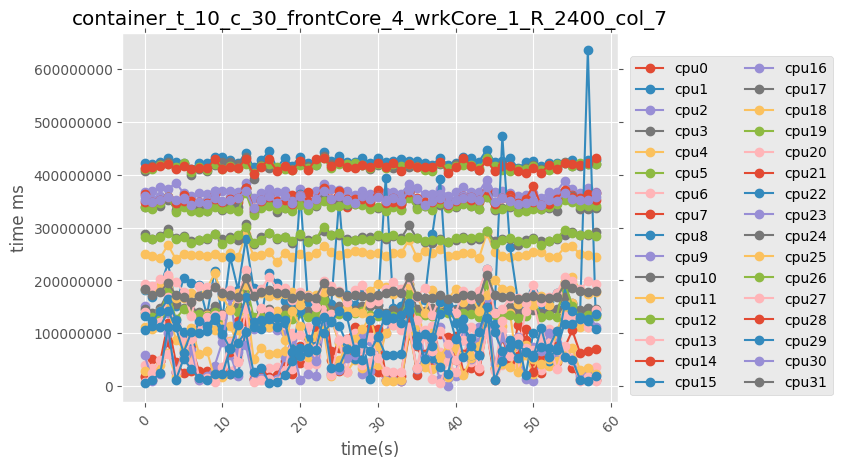 container_t_10_c_30_frontCore_4_wrkCore_1_R_2400_col_7
time ms
600000000
500000000
400000000
300000000
200000000
100000000
0
0
10
20
30
40
50
60
time(s)
cpu0
cpu1
cpu2
cpu3
cpu4
cpu5
cpu6
cpu7
cpu8
cpu9
cpu10
cpu11
cpu12
cpu13
cpu14
cpu15
cpu16
cpu17
cpu18
cpu19
cpu20
cpu21
cpu22
cpu23
cpu24
cpu25
cpu26
cpu27
cpu28
cpu29
cpu30
cpu31